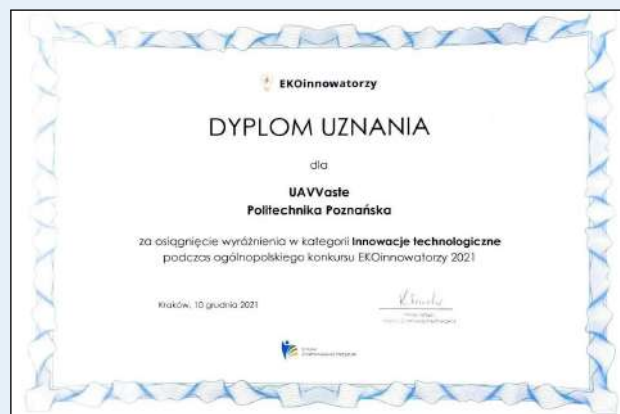 EKOinnowatorzy
DYPLOM UZNANIA
dla
UAVVaste
Politechnika Poznańska
za osiągnięcie wyróżnienia w kategorii Innowacje technologiczne
podczas ogólnopolskiego konkursu EKOinnowatorzy 2021
Kraków, 10 grudnia 2021